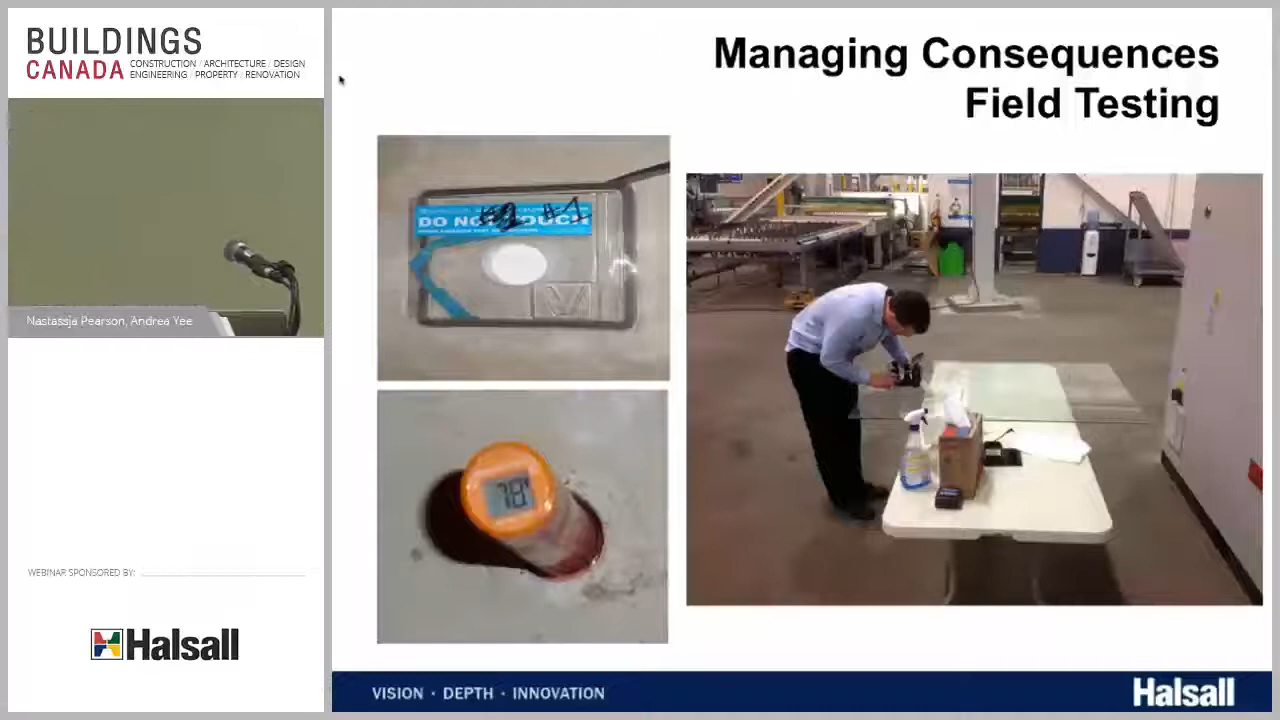 BUILDINGS
CANADA CONSTRUCTION / ARCHITECTURE / DESIGN
ENGINEERING / PROPERTY / RENOVATION
Nastassja Pearson, Andrea Yee
WEBINAR SPONSORED BY:
Halsall
Managing Consequences
Field Testing
DO NOT TOUCH
78
VISION · DEPTH · INNOVATION
Halsall